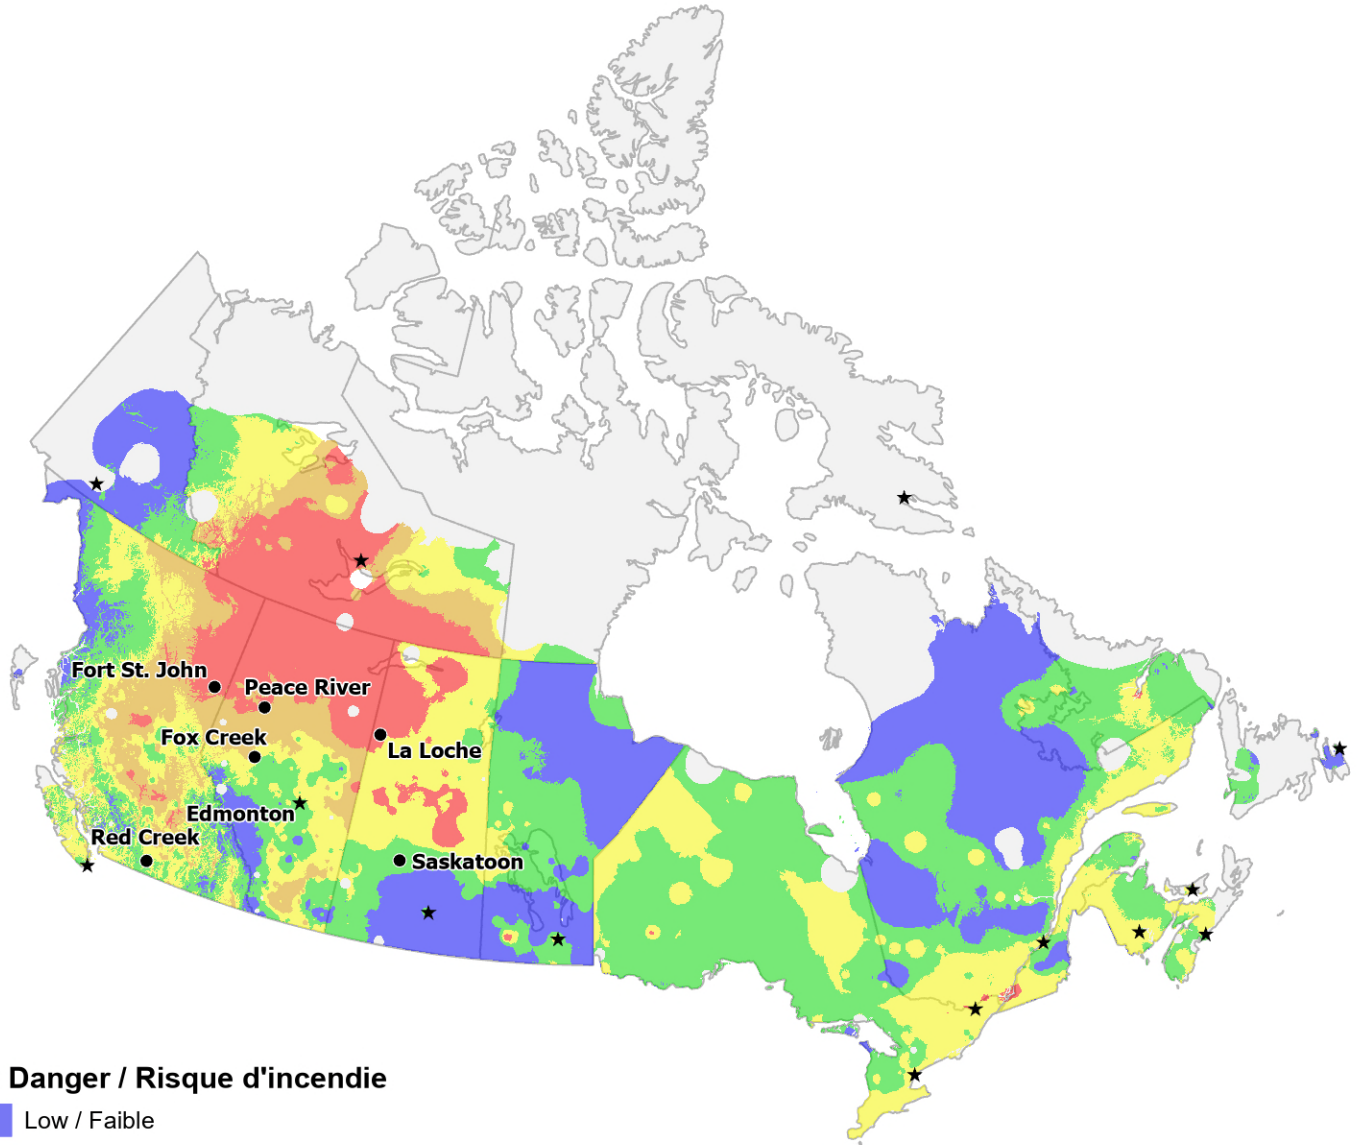 Fort St. John
Peace River
Fox Creek
La Loche
Edmonton
Red Creek
Saskatoon
Danger / Risque d'incendie
Low / Faible